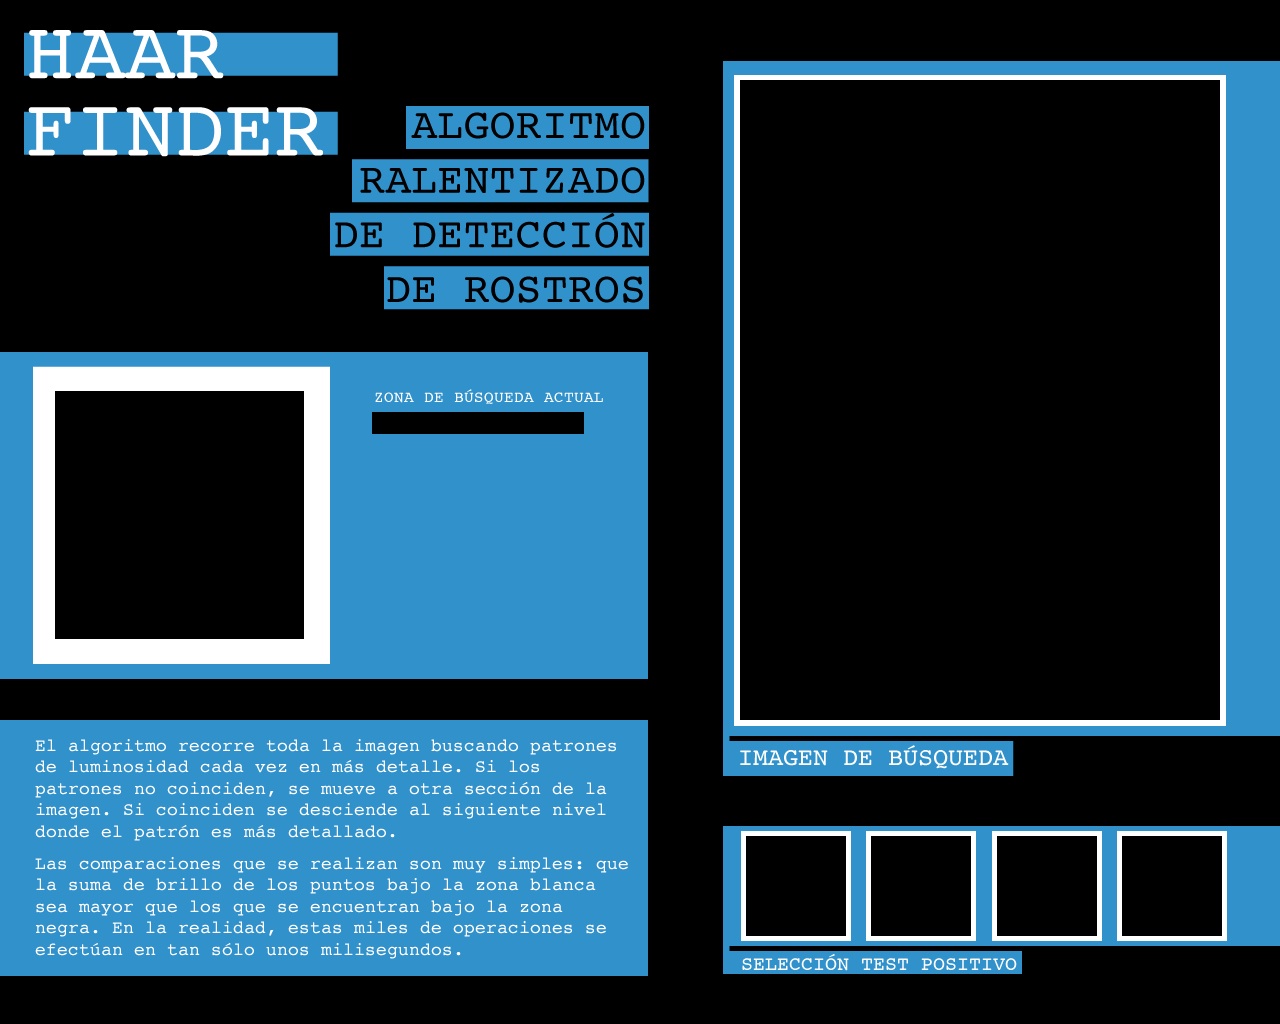 HAAR
FINDER
ALGORITMO
RALENTIZADO
DE DETECCIÓN
DE ROSTROS
ZONA DE BÚSQUEDA ACTUAL
El algoritmo recorre toda la imagen buscando patrones
de luminosidad cada vez en más detalle. Si los
patrones no coinciden, se mueve a otra sección de la
imagen. Si coinciden se desciende al siguiente nivel
donde el patrón es más detallado.
Las comparaciones que se realizan son muy simples: que
la suma de brillo de los puntos bajo la zona blanca
sea mayor que los que se encuentran bajo la zona
negra. En la realidad, estas miles de operaciones se
efectúan en tan sólo unos milisegundos.
IMAGEN DE BÚSQUEDA
SELECCIÓN TEST POSITIVO